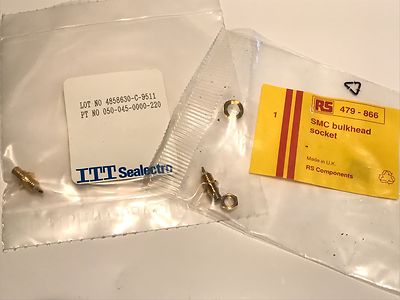 LOT NO 4858630-C-9511
PT NO 050-045-0000-220
ITT Sealectro
RS 479 - 866
1
SMC bulkhead
socket
Made in U.K.
RS Components